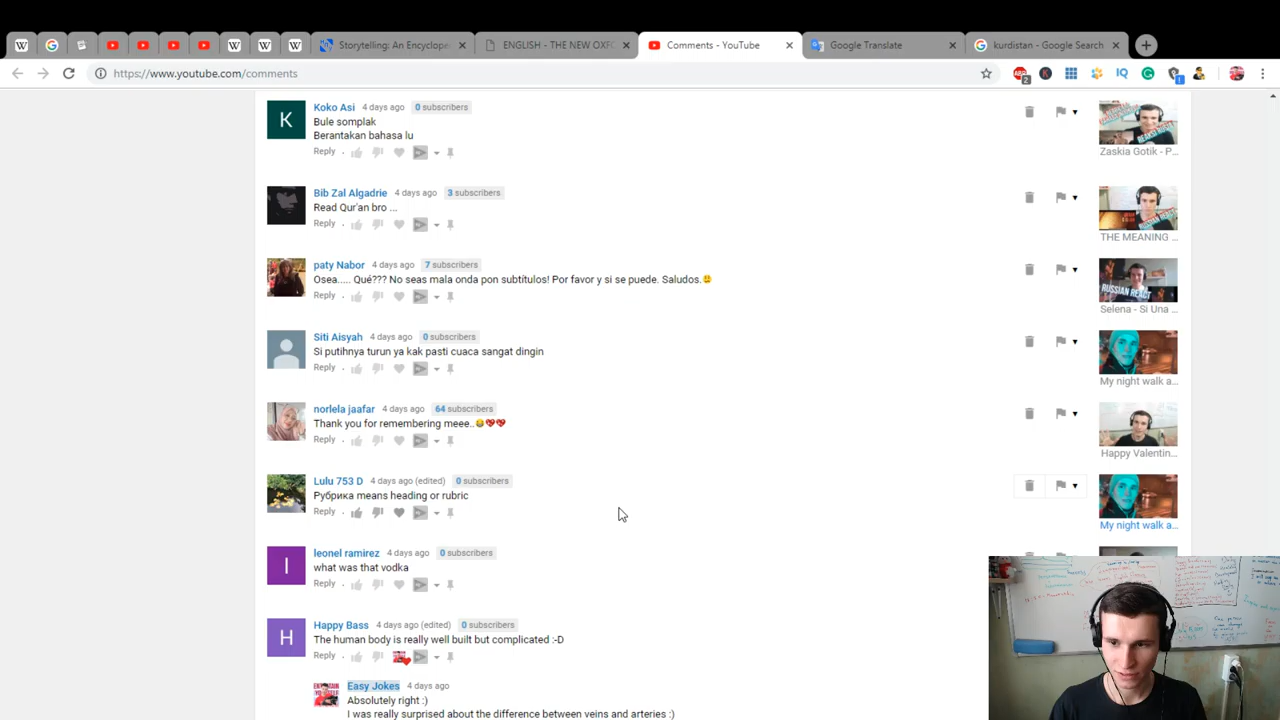 Storytelling: An Encyclope
ENGLISH - THE NEW OXFO
Comments - YouTube
Google Translate
kurdistan - Google Search
https://www.youtube.com/comments
Koko Asi 4 days ago 0 subscribers
Bule somplak
Berantakan bahasa lu
Reply
Zaskia Gotik - P...
Bib Zal Algadrie 4 days ago 3 subscribers
Read Qur'an bro ...
Reply
THE MEANING ...
paty Nabor 4 days ago 7 subscribers
Osea..... Qué??? No seas mala onda pon subtítulos! Por favor y si se puede. Saludos.
Reply
RUSSIAN REACT
Selena - Si Una ...
Siti Aisyah 4 days ago 0 subscribers
Si putihnya turun ya kak pasti cuaca sangat dingin
Reply
My night walk a...
norlela jaafar 4 days ago 64 subscribers
Thank you for remembering meee..
Reply
Happy Valentin...
Lulu 753 D 4 days ago (edited) 0 subscribers
Рубрика means heading or rubric
Reply
My night walk a...
leonel ramirez 4 days ago 0 subscribers
what was that vodka
Reply
Happy Bass 4 days ago (edited) 0 subscribers
The human body is really well built but complicated :-D
Reply
Easy Jokes 4 days ago
Absolutely right :)
I was really surprised about the difference between veins and arteries :)